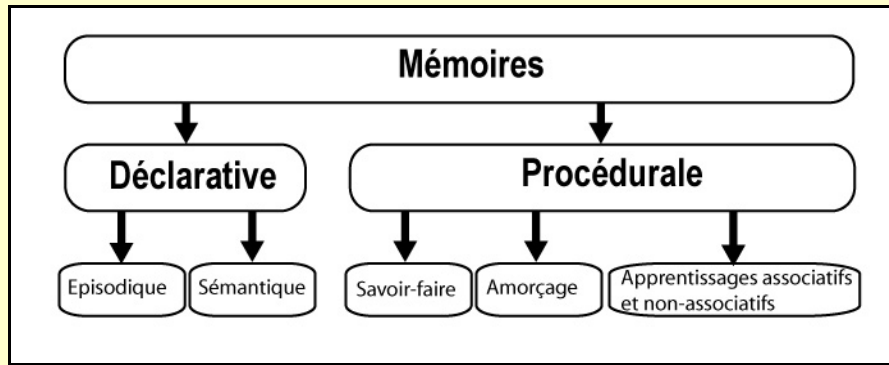 Mémoires
Déclarative
Procédurale
Episodique
Sémantique
Savoir-faire
Amorçage
Apprentissages associatifs
et non-associatifs